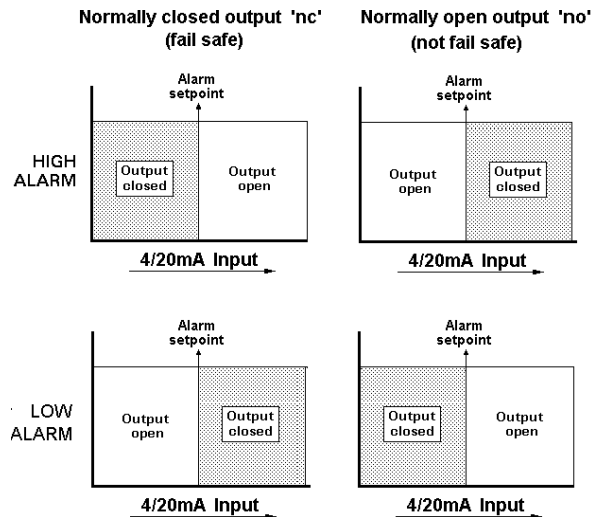 Normally closed output 'nc'
(fail safe)
Normally open output 'no'
(not fail safe)
HIGH
ALARM
Alarm
setpoint
Output
closed
Output
open
4/20mA Input
Alarm
setpoint
Output
open
Output
closed
4/20mA Input
LOW
ALARM
Alarm
setpoint
Output
open
Output
closed
4/20mA Input
Alarm
setpoint
Output
closed
Output
open
4/20mA Input